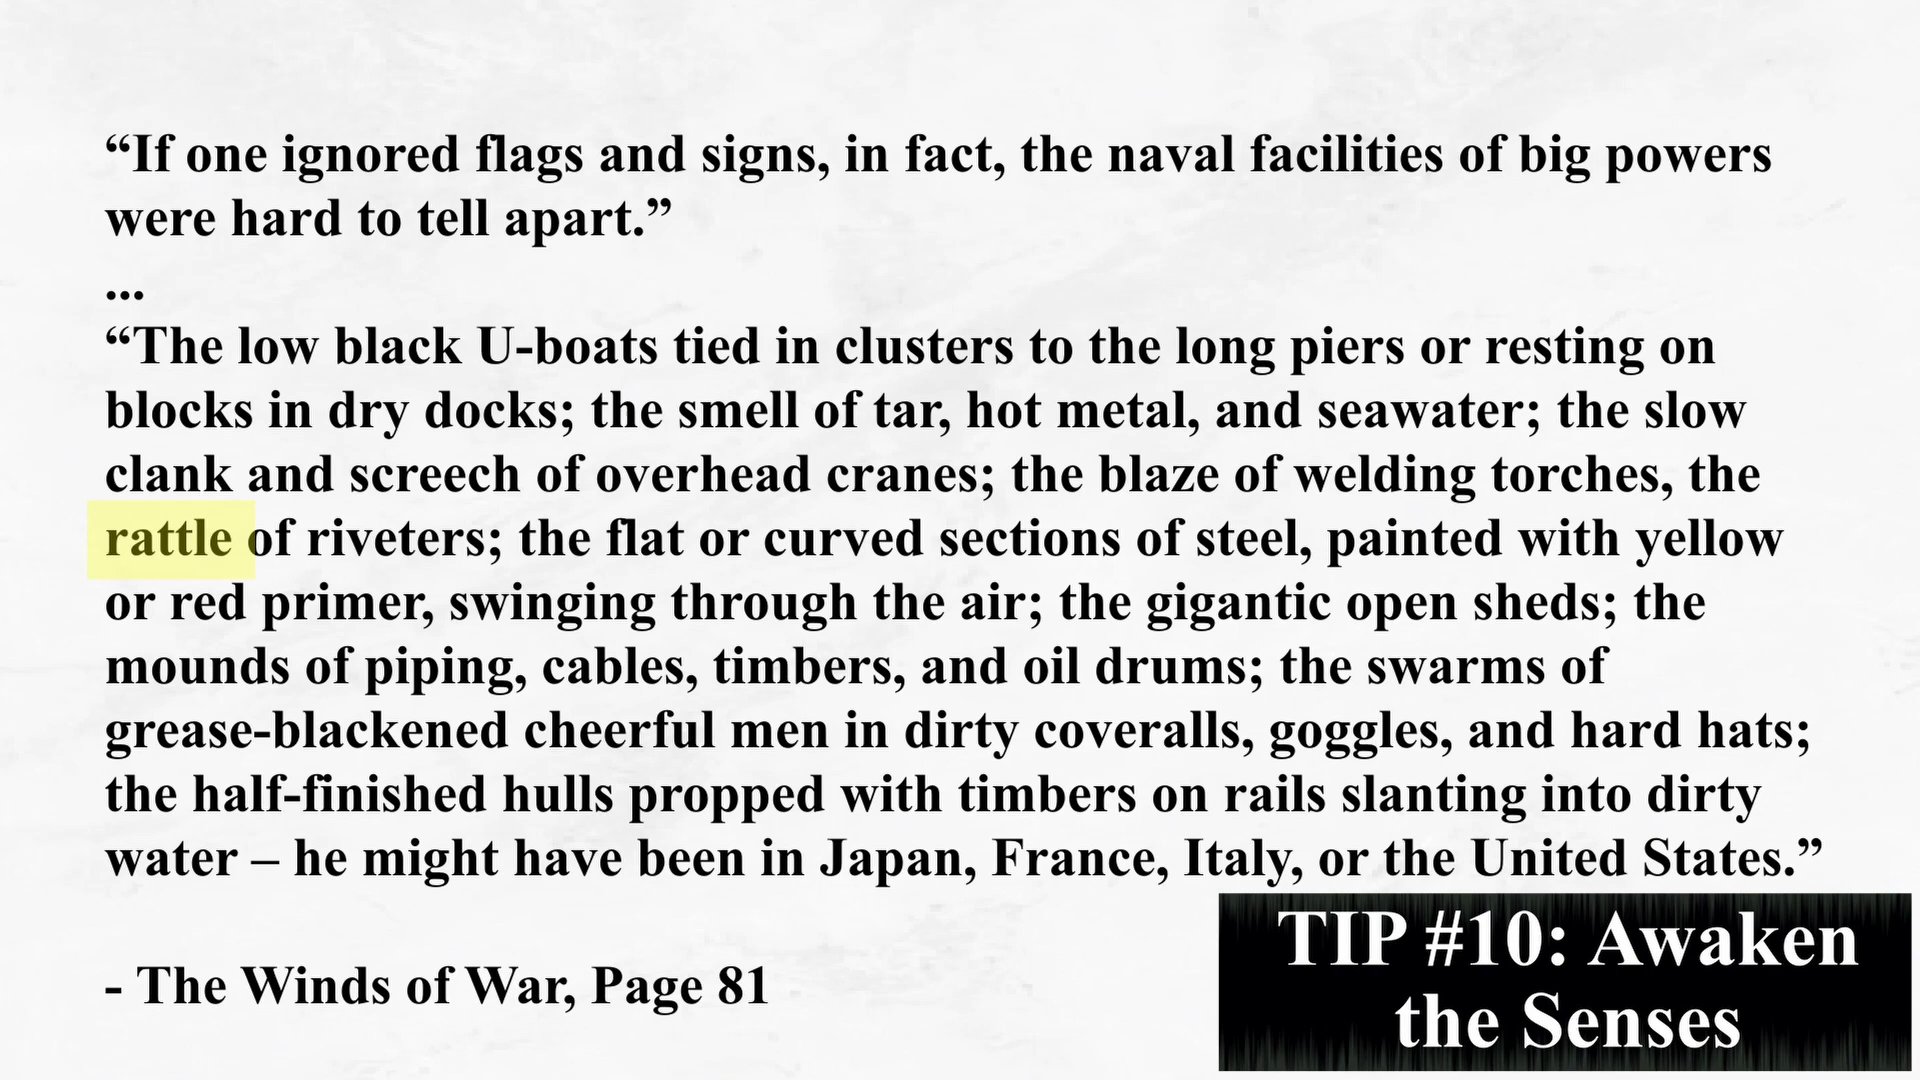 “If one ignored flags and signs, in fact, the naval facilities of big powers
were hard to tell apart.”
...
“The low black U-boats tied in clusters to the long piers or resting on
blocks in dry docks; the smell of tar, hot metal, and seawater; the slow
clank and screech of overhead cranes; the blaze of welding torches, the
rattle of riveters; the flat or curved sections of steel, painted with yellow
or red primer, swinging through the air; the gigantic open sheds; the
mounds of piping, cables, timbers, and oil drums; the swarms of
grease-blackened cheerful men in dirty coveralls, goggles, and hard hats;
the half-finished hulls propped with timbers on rails slanting into dirty
water – he might have been in Japan, France, Italy, or the United States.”
- The Winds of War, Page 81
TIP #10: Awaken
the Senses